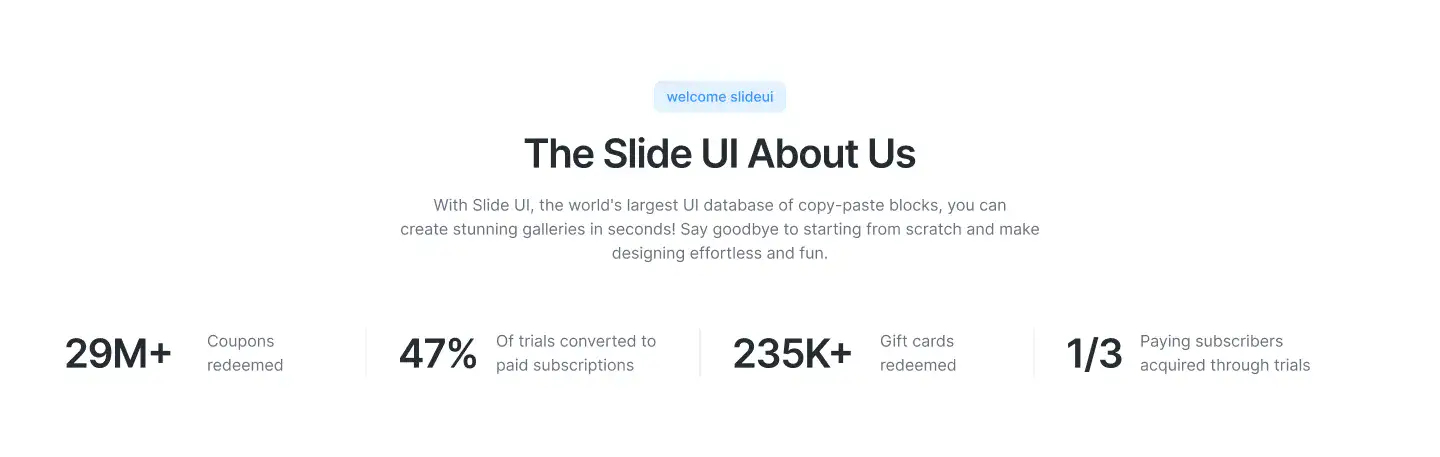 welcome slideui
The Slide UI About Us
With Slide UI, the world's largest UI database of copy-paste blocks, you can
create stunning galleries in seconds! Say goodbye to starting from scratch and make
designing effortless and fun.
29M+
Coupons
redeemed
47%
Of trials converted to
paid subscriptions
235K+
Gift cards
redeemed
1/3
Paying subscribers
acquired through trials